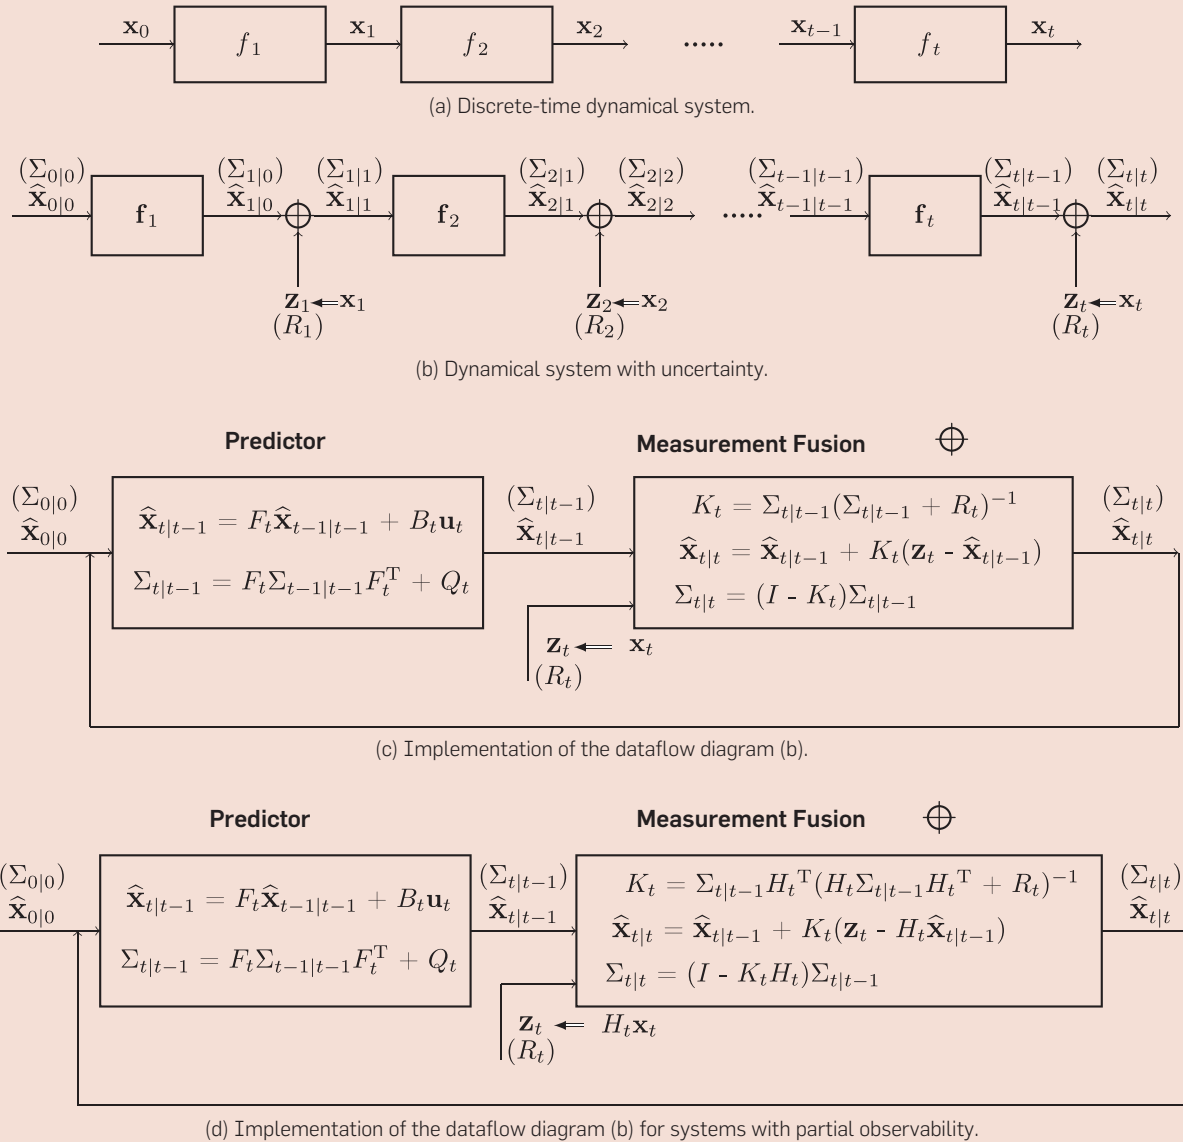 x₀ f₁ x₁ f₂ x₂ ..... xₜ₋₁ fₜ xₜ
(a) Discrete-time dynamical system.
(Σ₀|₀) (Σ₁|₀) (Σ₁|₁) (Σ₂|₁) (Σ₂|₂) (Σₜ₋₁|ₜ₋₁) (Σₜ|ₜ₋₁) (Σₜ|ₜ)
x̂₀|₀ f₁ x̂₁|₀ x̂₁|₁ f₂ x̂₂|₁ x̂₂|₂ ..... x̂ₜ₋₁|ₜ₋₁ fₜ x̂ₜ|ₜ₋₁ x̂ₜ|ₜ
z₁ ⇐ x₁ z₂ ⇐ x₂ zₜ ⇐ xₜ
(R₁) (R₂) (Rₜ)
(b) Dynamical system with uncertainty.
Predictor Measurement Fusion ⊕
(Σ₀|₀) (Σₜ|ₜ₋₁) Kₜ = Σₜ|ₜ₋₁(Σₜ|ₜ₋₁ + Rₜ)⁻¹ (Σₜ|ₜ)
x̂₀|₀ x̂ₜ|ₜ₋₁ = Fₜx̂ₜ₋₁|ₜ₋₁ + Bₜuₜ x̂ₜ|ₜ₋₁ x̂ₜ|ₜ = x̂ₜ|ₜ₋₁ + Kₜ(zₜ - x̂ₜ|ₜ₋₁) x̂ₜ|ₜ
Σₜ|ₜ₋₁ = FₜΣₜ₋₁|ₜ₋₁Fₜᵀ + Qₜ Σₜ|ₜ = (I - Kₜ)Σₜ|ₜ₋₁
zₜ ⇐ xₜ
(Rₜ)
(c) Implementation of the dataflow diagram (b).
Predictor Measurement Fusion ⊕
(Σ₀|₀) (Σₜ|ₜ₋₁) Kₜ = Σₜ|ₜ₋₁Hₜᵀ(HₜΣₜ|ₜ₋₁Hₜᵀ + Rₜ)⁻¹ (Σₜ|ₜ)
x̂₀|₀ x̂ₜ|ₜ₋₁ = Fₜx̂ₜ₋₁|ₜ₋₁ + Bₜuₜ x̂ₜ|ₜ₋₁ x̂ₜ|ₜ = x̂ₜ|ₜ₋₁ + Kₜ(zₜ - Hₜx̂ₜ|ₜ₋₁) x̂ₜ|ₜ
Σₜ|ₜ₋₁ = FₜΣₜ₋₁|ₜ₋₁Fₜᵀ + Qₜ Σₜ|ₜ = (I - KₜHₜ)Σₜ|ₜ₋₁
zₜ ⇐ Hₜxₜ
(Rₜ)
(d) Implementation of the dataflow diagram (b) for systems with partial observability.